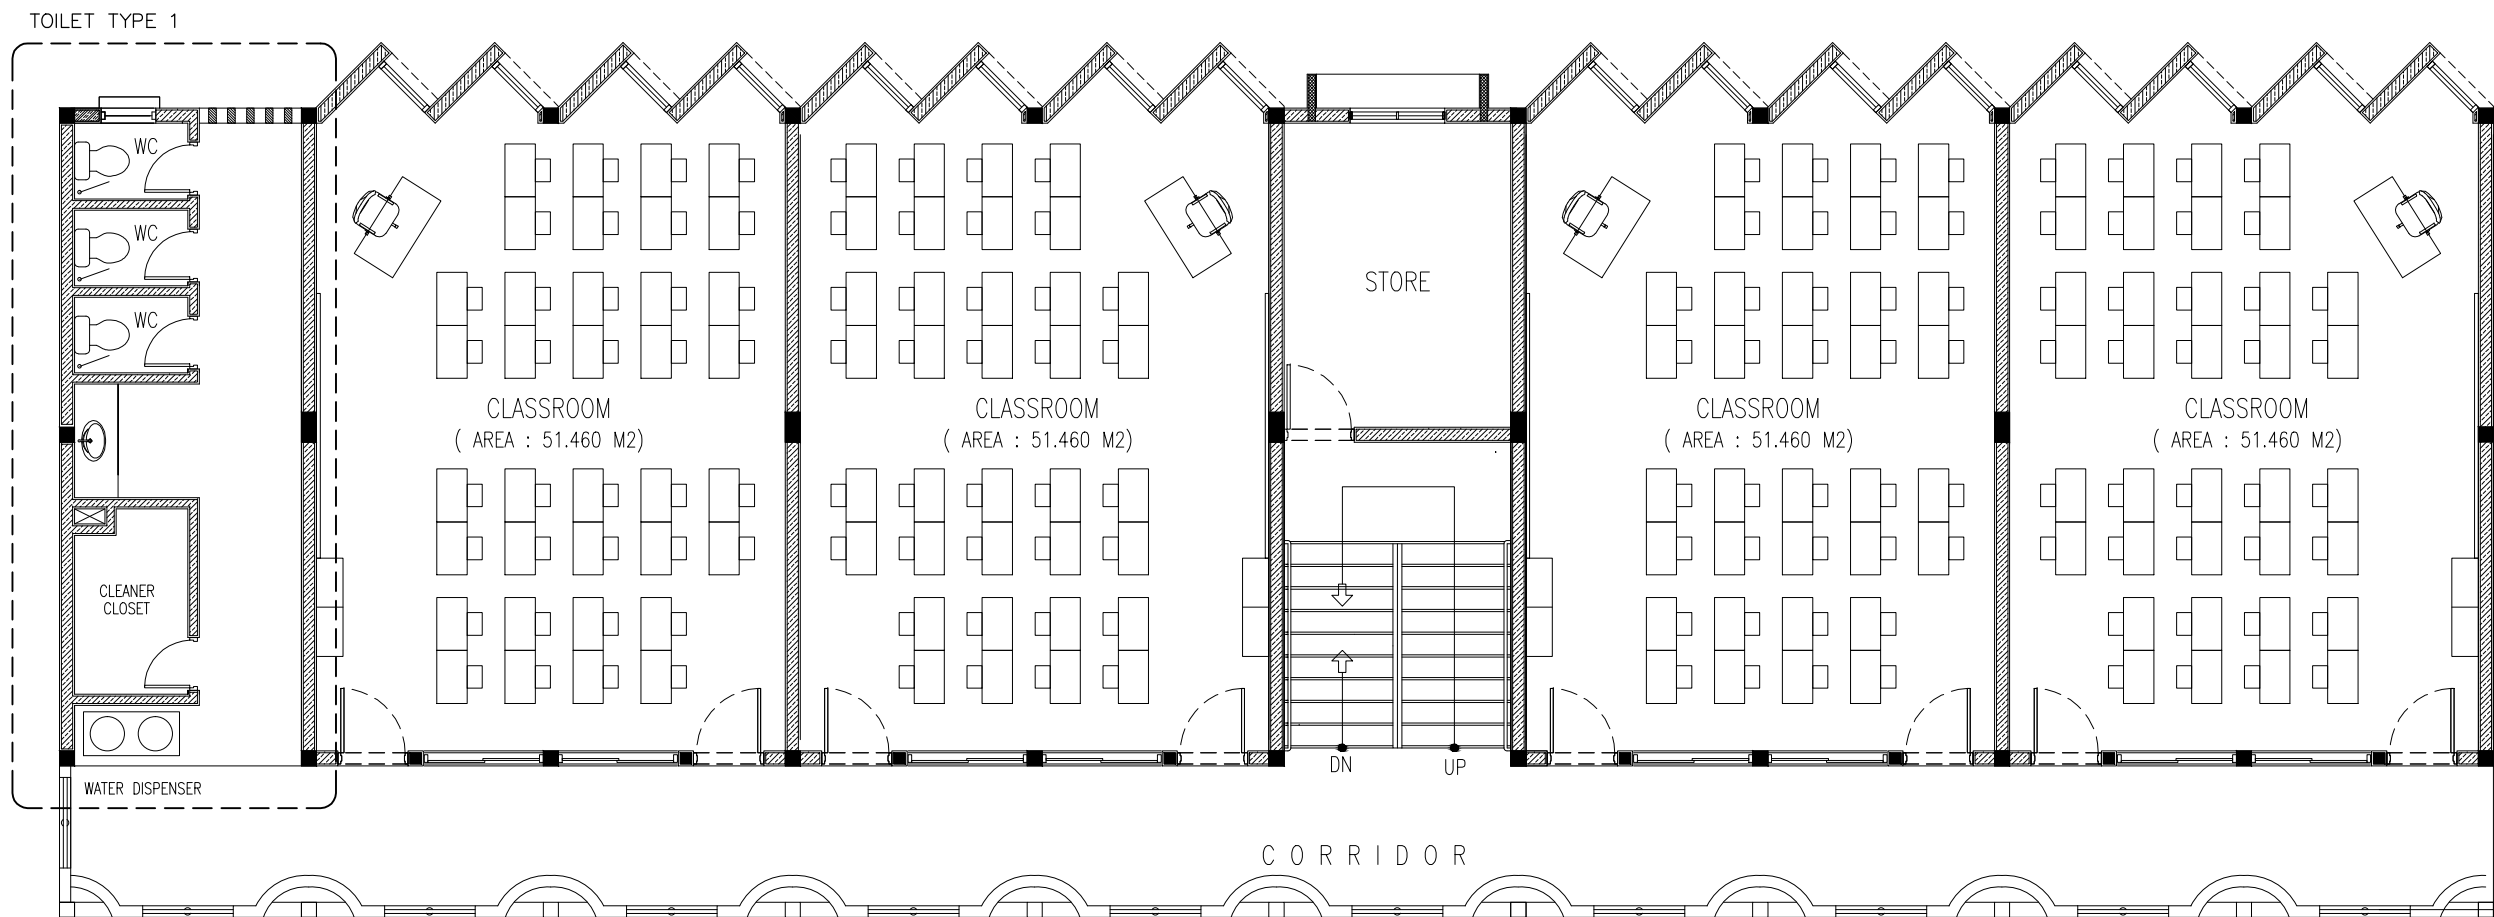 TOILET TYPE 1
WC
WC
WC
STORE
CLASSROOM
( AREA : 51.460 M2)
CLASSROOM
( AREA : 51.460 M2)
CLASSROOM
( AREA : 51.460 M2)
CLASSROOM
( AREA : 51.460 M2)
CLEANER
CLOSET
DN
UP
WATER DISPENSER
CORRIDOR